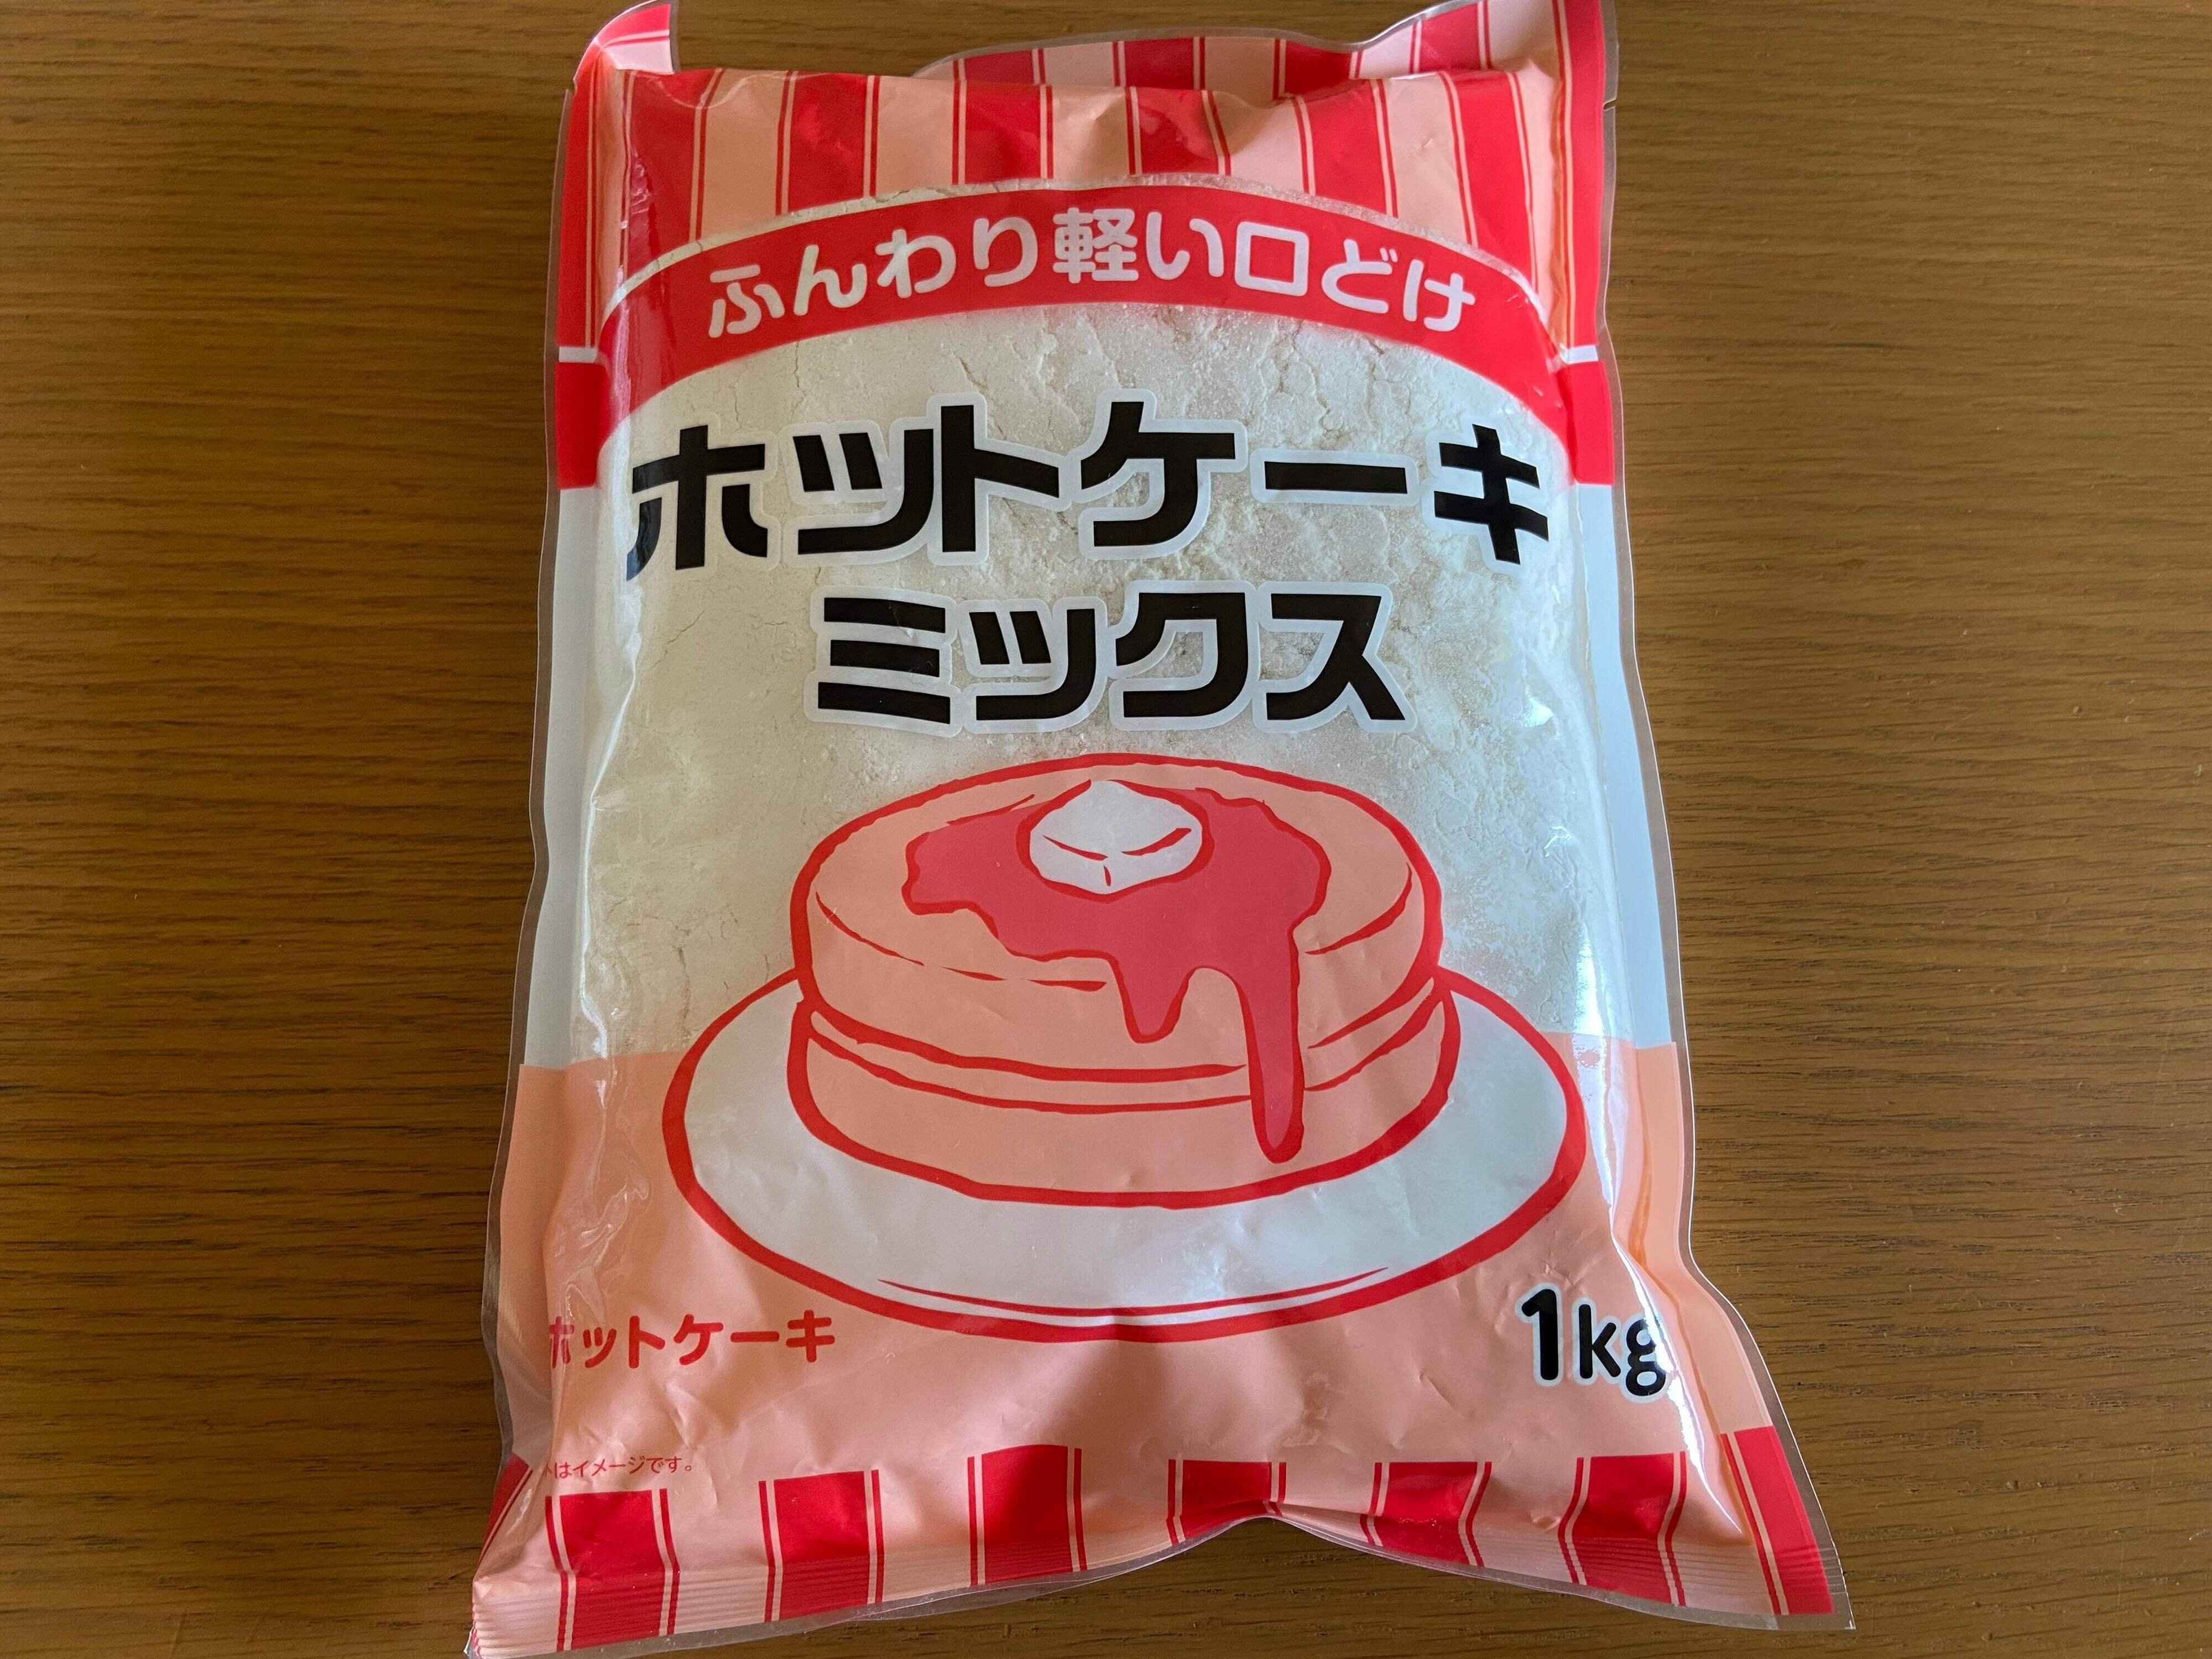 ふんわり軽い口どけ
ホットケーキ
ミックス
1kg
ホットケーキ
はイメージです。